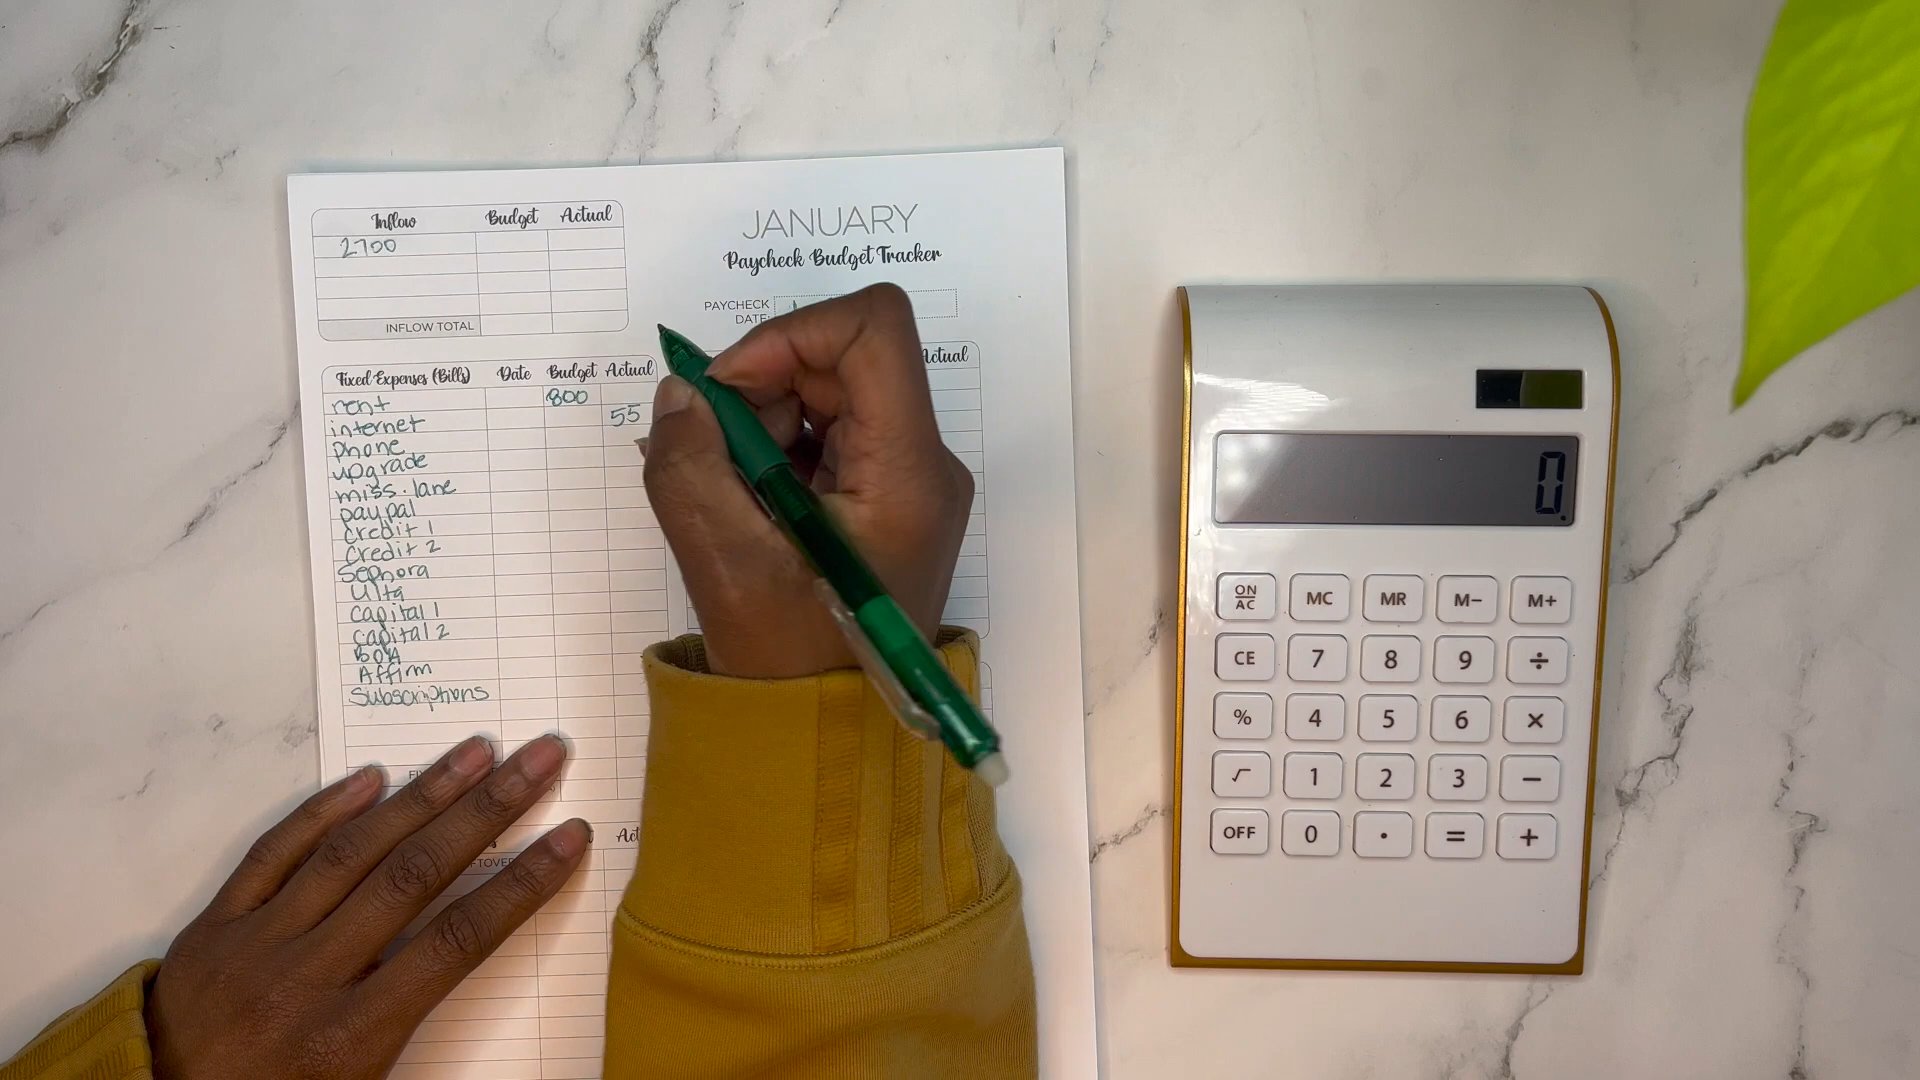 Inflow Budget Actual
2700
INFLOW TOTAL
JANUARY
Paycheck Budget Tracker
PAYCHECK
DATE:
Fixed Expenses (Bills) Date Budget Actual
rent 800
internet 55
phone
upgrade
miss. lane
paypal
credit 1
credit 2
Sephora
Ulta
capital 1
capital 2
BOA
Affirm
Subscriptions
Actual
0.
ON AC MC MR M− M+
CE 7 8 9 ÷
% 4 5 6 ×
√ 1 2 3 −
OFF 0 . = +